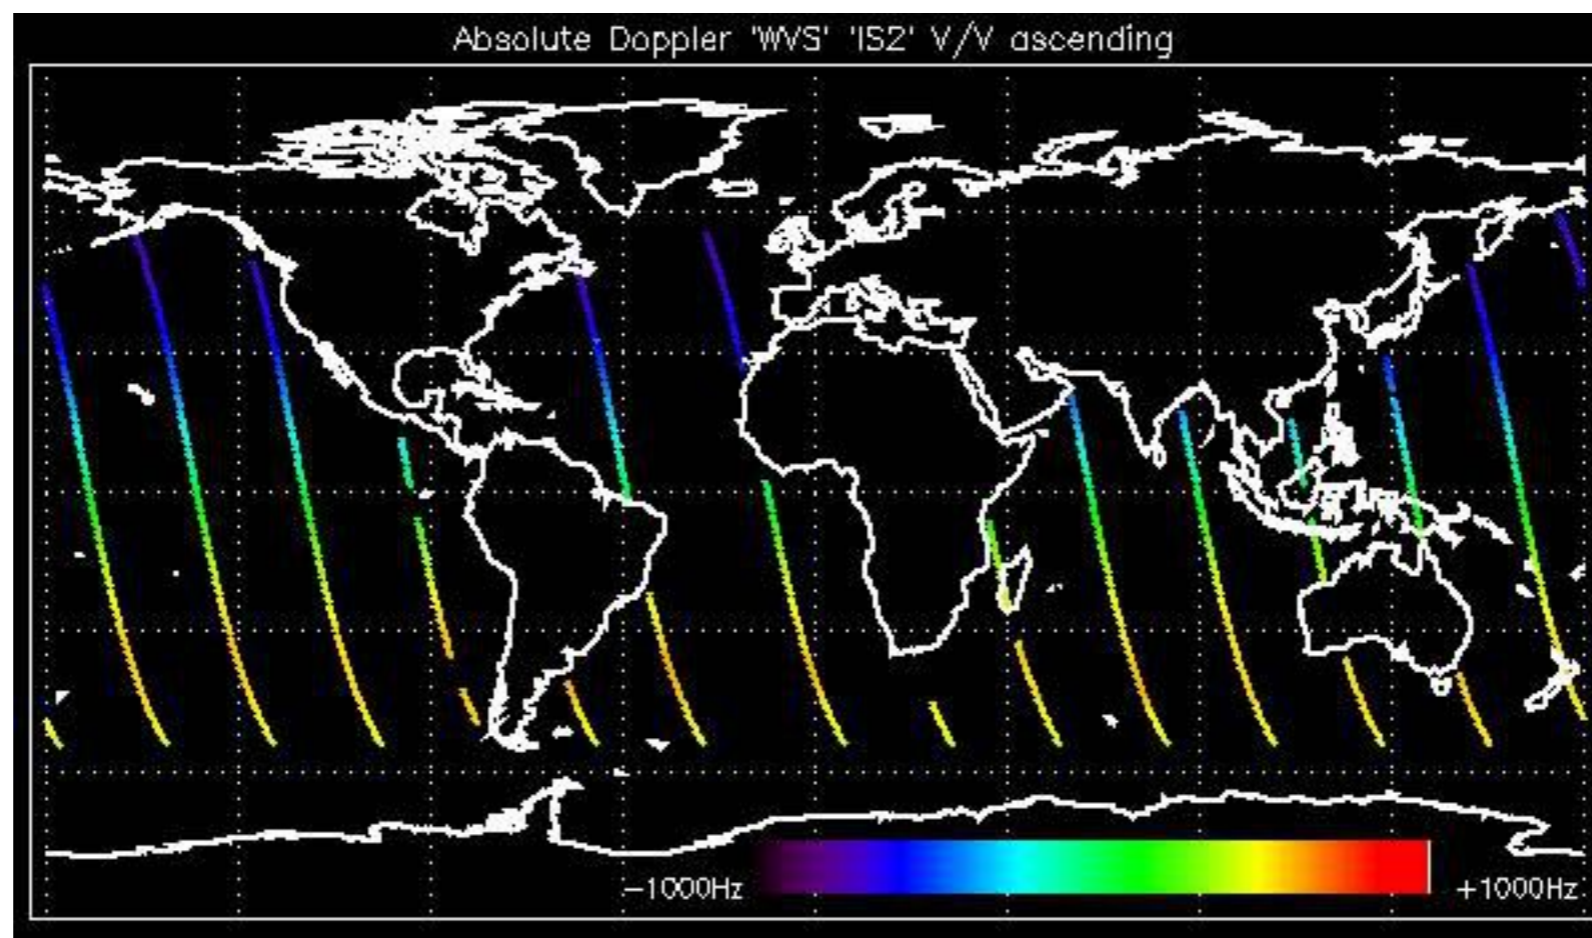 Absolute Doppler 'WVS' 'IS2' V/V ascending
-1000Hz +1000Hz